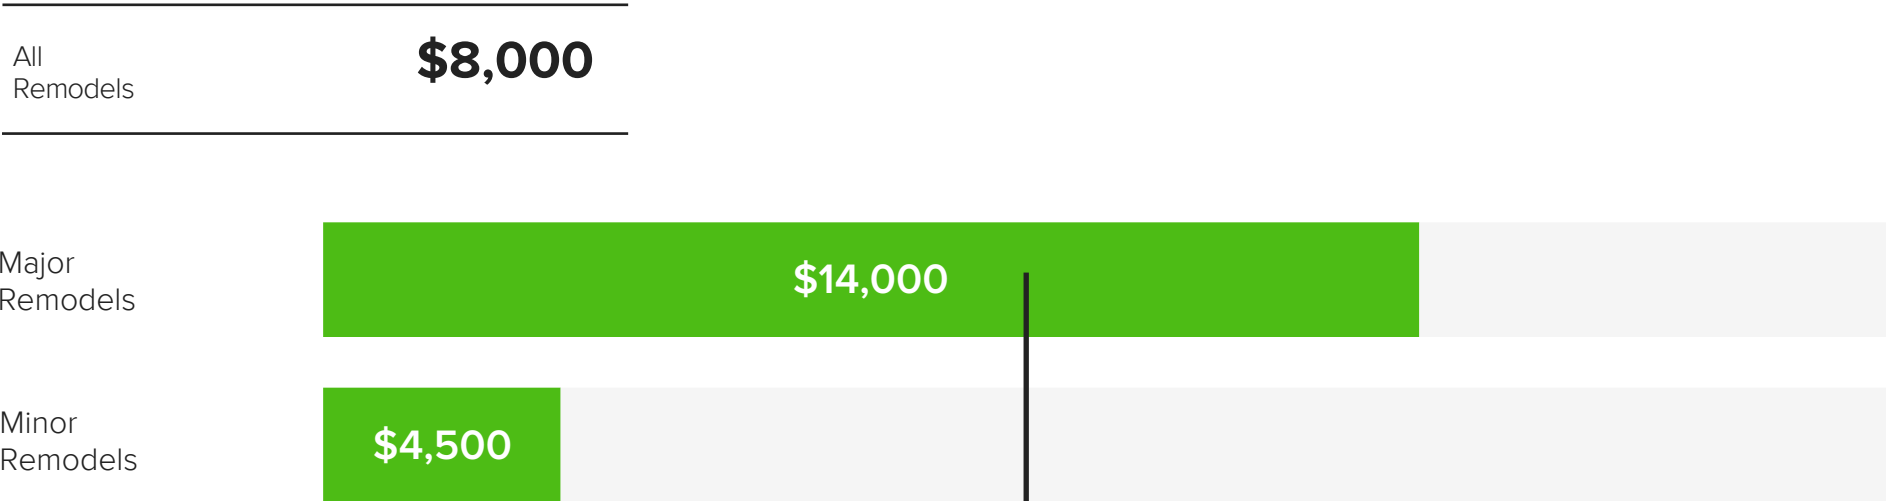 All
Remodels
$8,000
Major
Remodels
$14,000
Minor
Remodels
$4,500